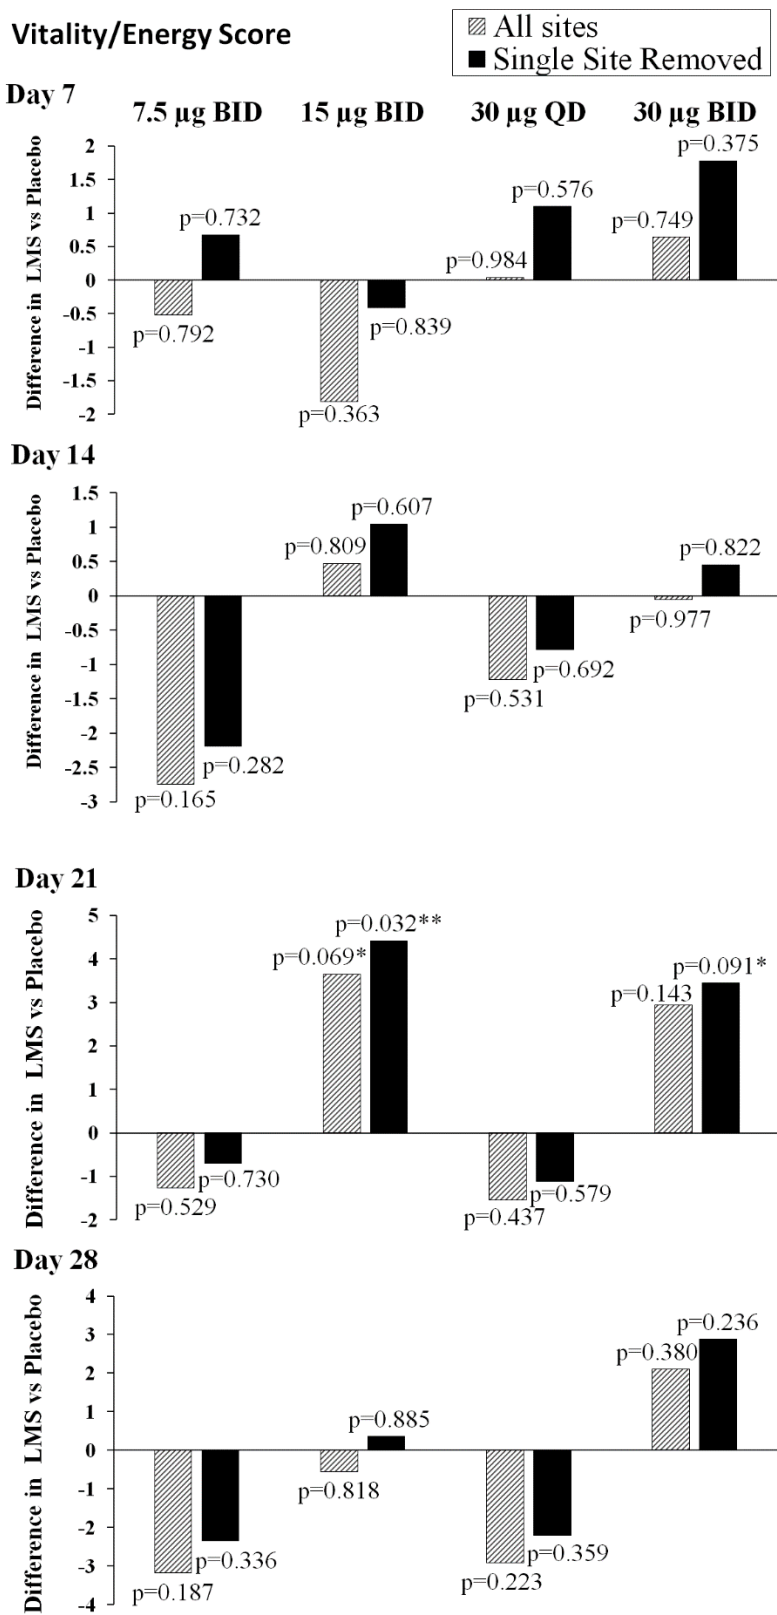 Vitality/Energy Score
All sites
Single Site Removed
Day 7
7.5 µg BID
15 µg BID
30 µg QD
30 µg BID
Difference in LMS vs Placebo
2
1.5
1
0.5
0
-0.5
-1
-1.5
-2
p=0.792
p=0.732
p=0.363
p=0.839
p=0.984
p=0.576
p=0.749
p=0.375
Day 14
Difference in LMS vs Placebo
1.5
1
0.5
0
-0.5
-1
-1.5
-2
-2.5
-3
p=0.165
p=0.282
p=0.809
p=0.607
p=0.531
p=0.692
p=0.977
p=0.822
Day 21
Difference in LMS vs Placebo
5
4
3
2
1
0
-1
-2
p=0.529
p=0.730
p=0.069*
p=0.032**
p=0.437
p=0.579
p=0.143
p=0.091*
Day 28
Difference in LMS vs Placebo
4
3
2
1
0
-1
-2
-3
-4
p=0.187
p=0.336
p=0.818
p=0.885
p=0.223
p=0.359
p=0.380
p=0.236